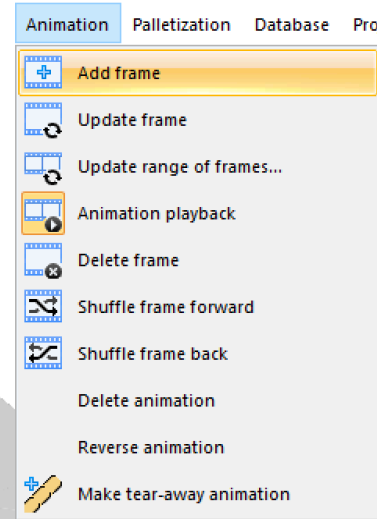 Animation Palletization Database Pro
Add frame
Update frame
Update range of frames...
Animation playback
Delete frame
Shuffle frame forward
Shuffle frame back
Delete animation
Reverse animation
Make tear-away animation